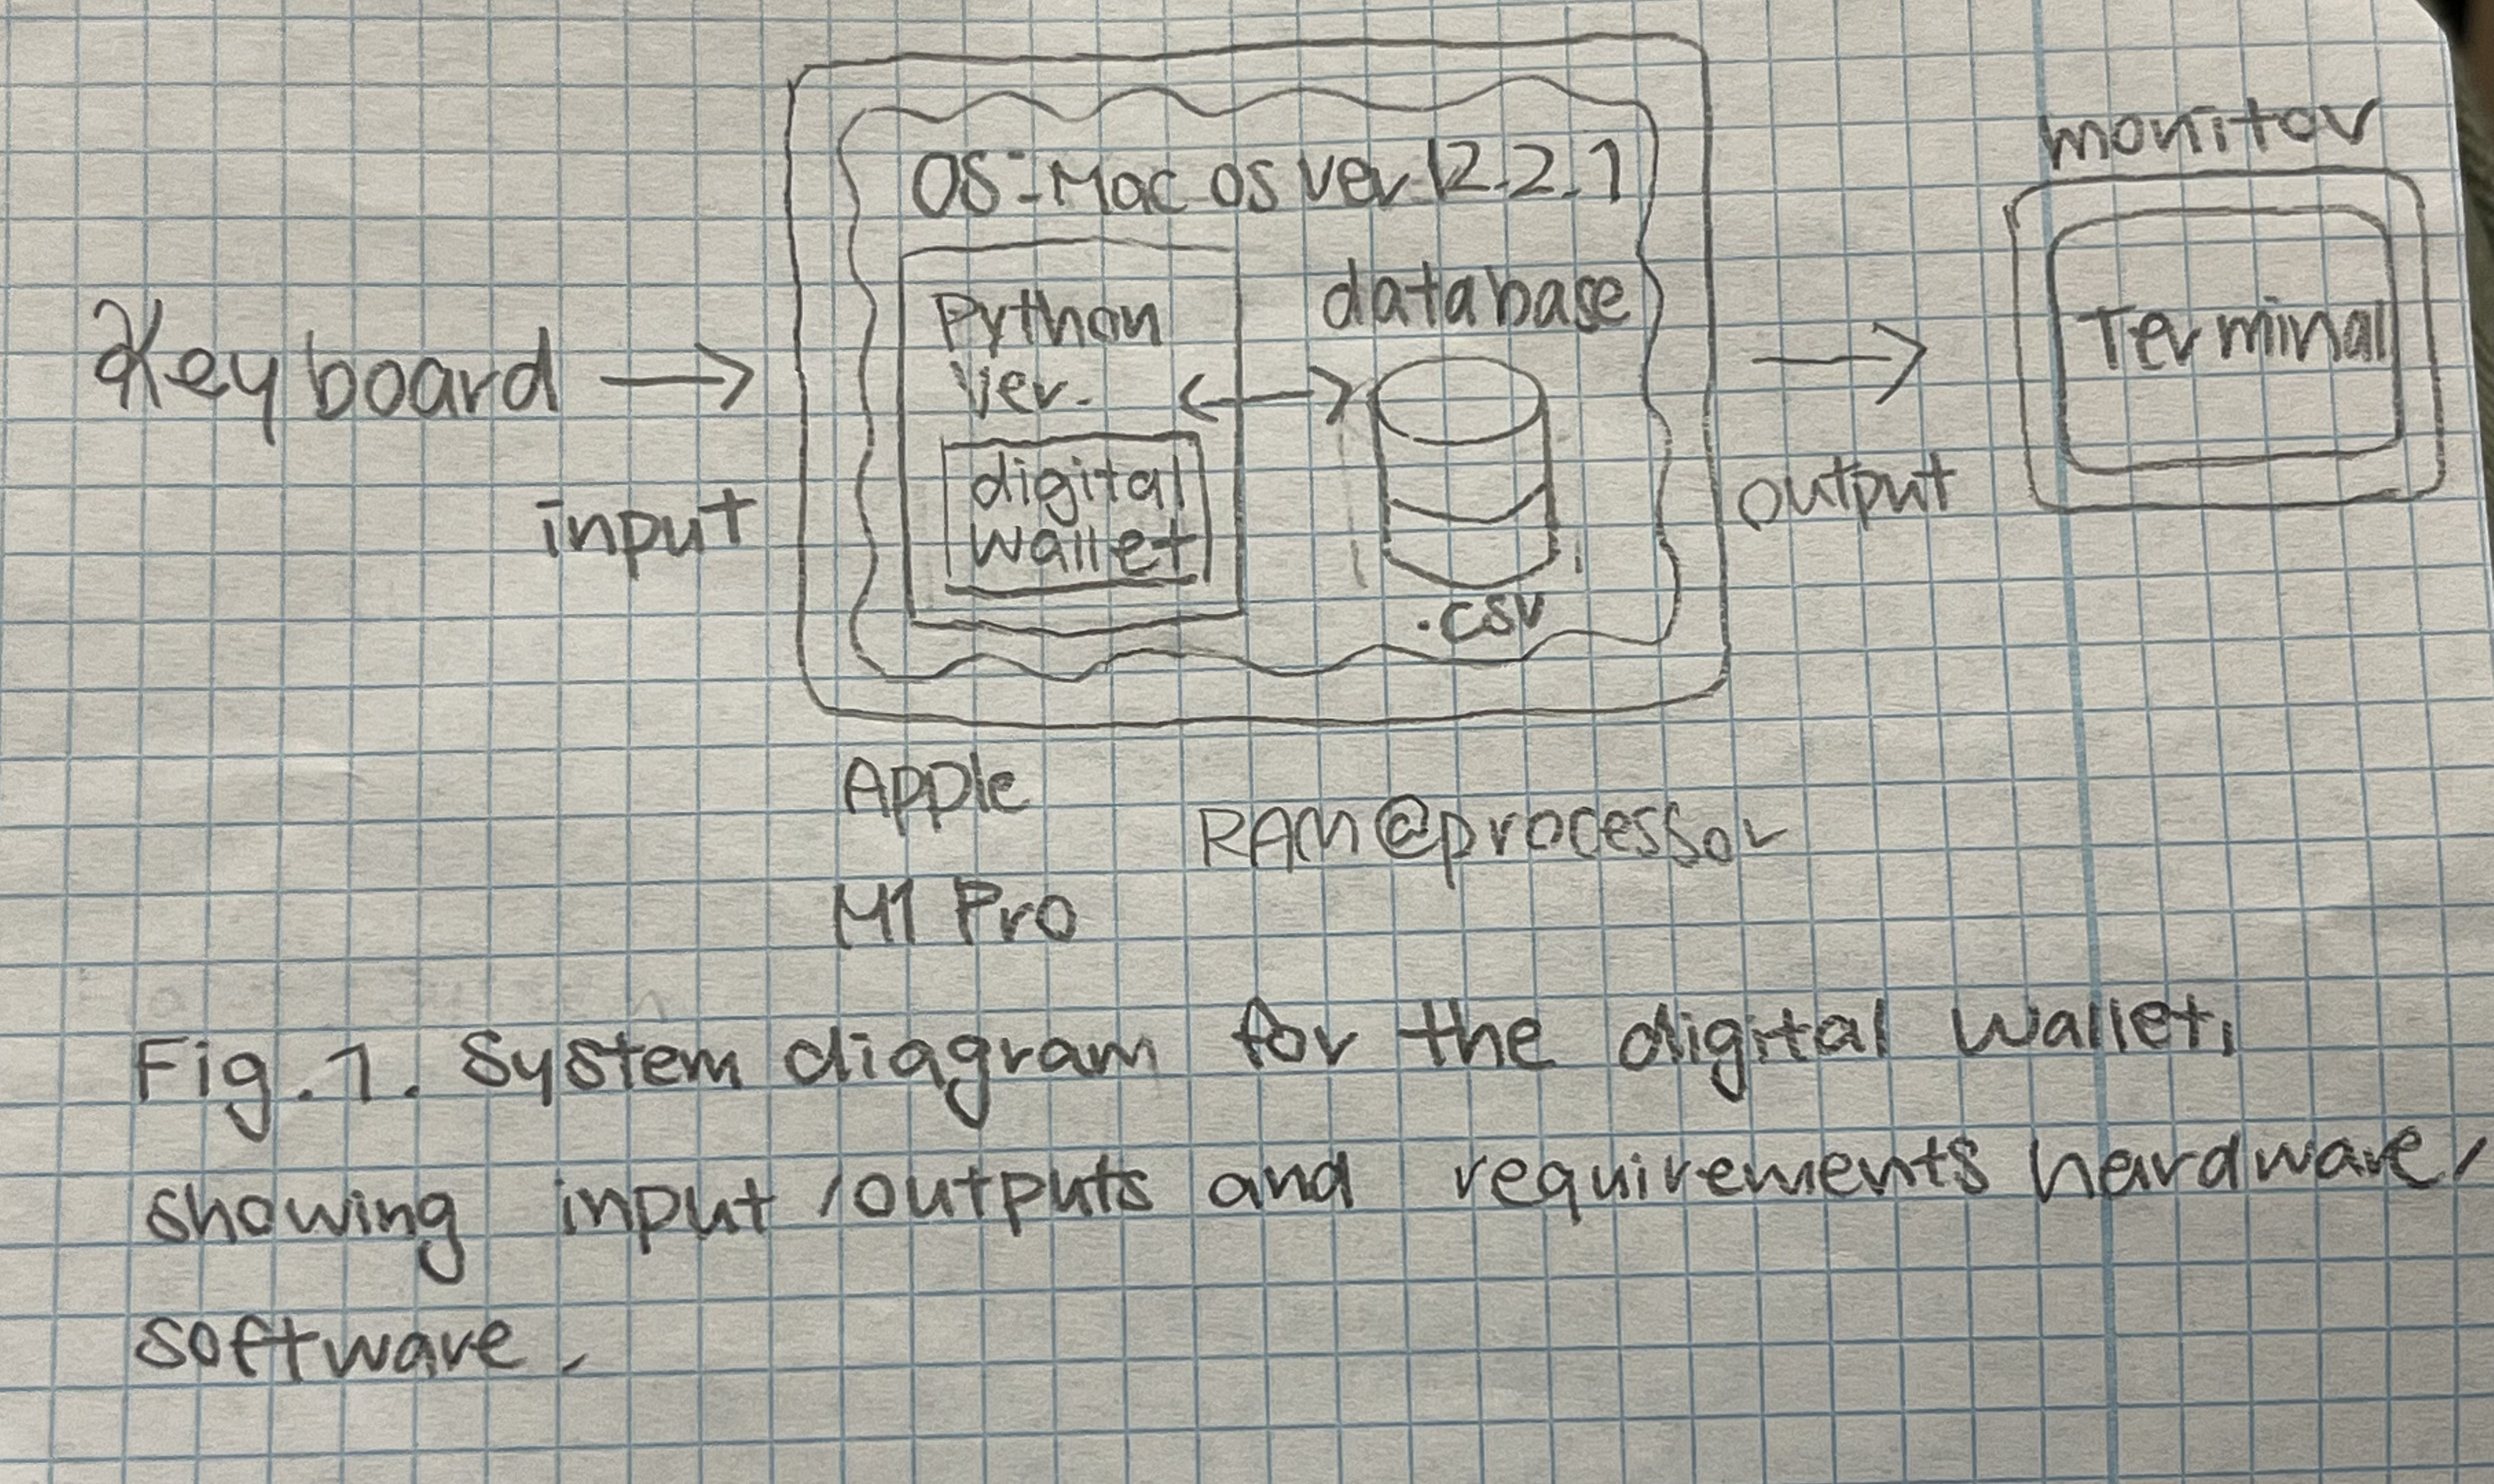 monitor
OS:Mac OS ver 12.2.1
Python
ver.
database
Keyboard
Terminal
digital
wallet
input
output
.csv
Apple
M1 Pro
RAM@processor
Fig.1. System diagram for the digital wallet,
showing input/outputs and requirements hardware,
software.